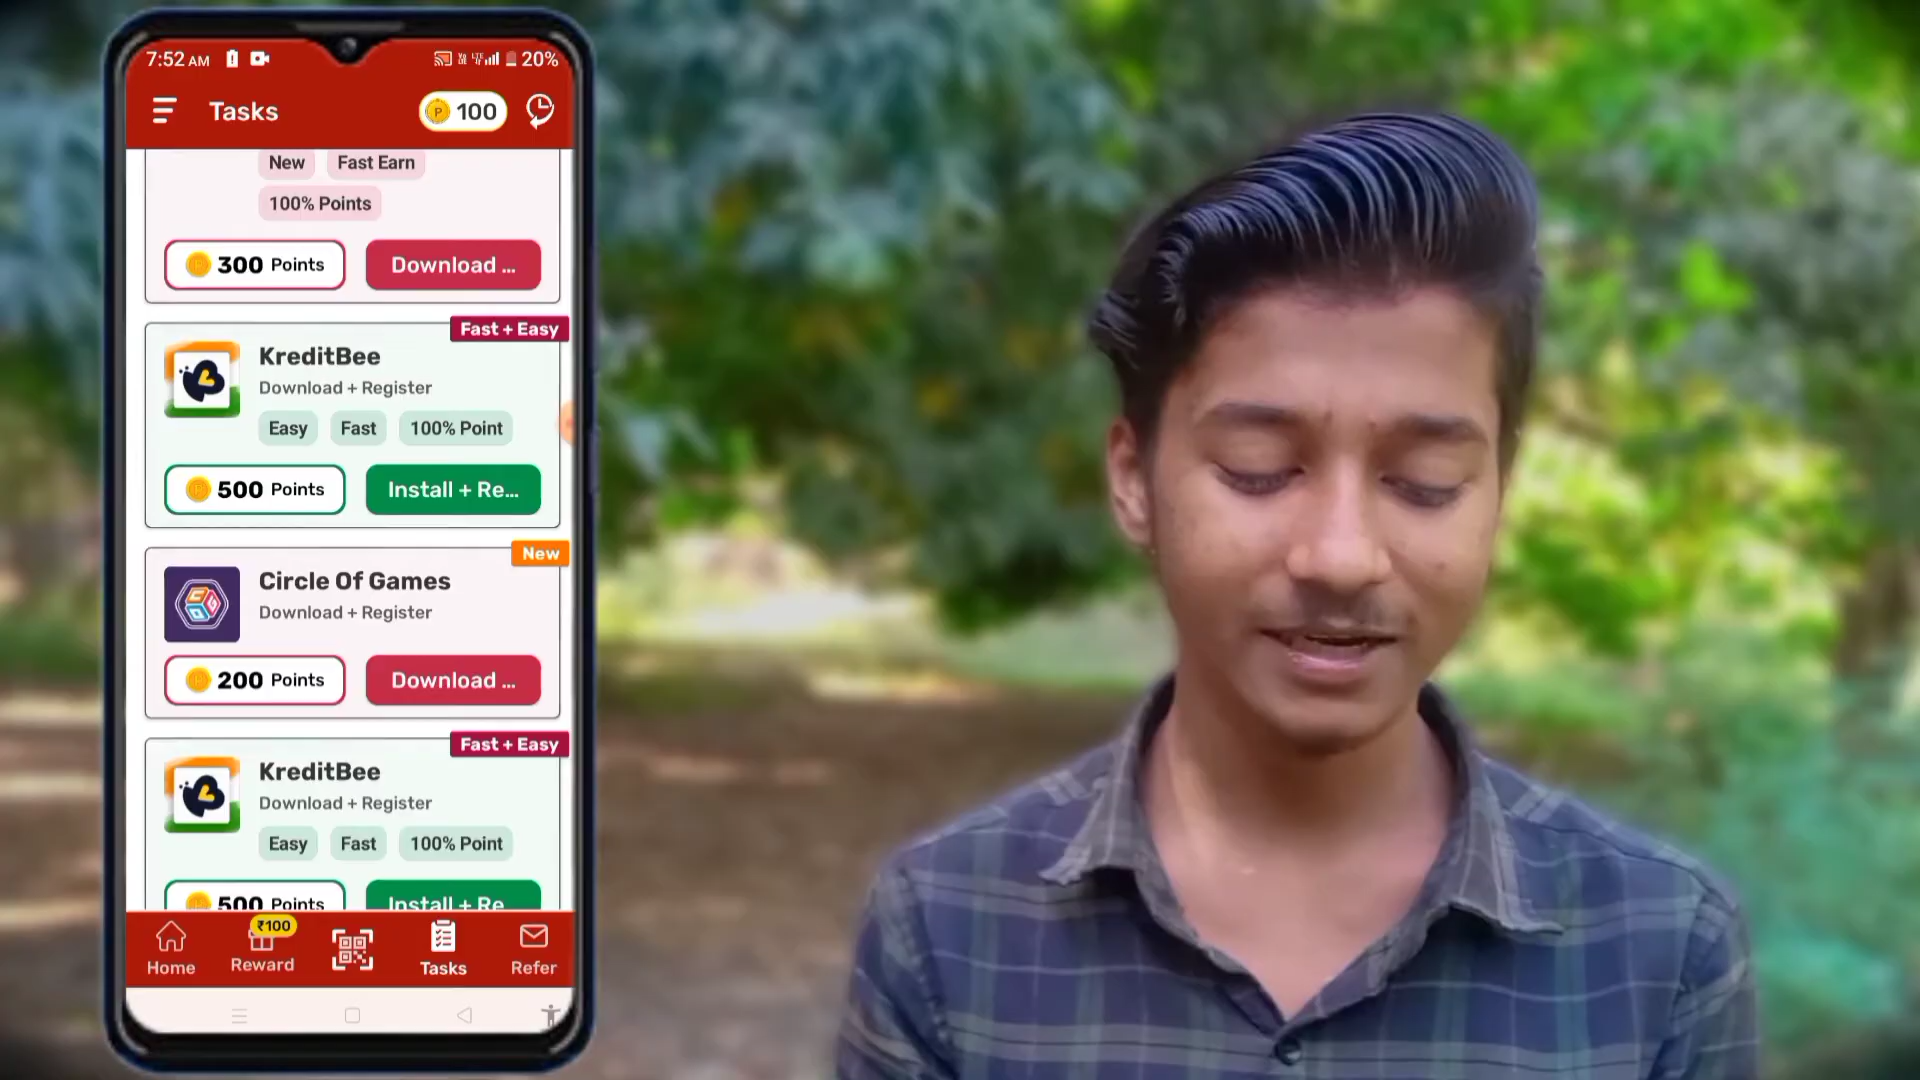 7:52 AM 20%
Tasks 100
New Fast Earn
100% Points
300 Points Download ...
Fast + Easy
KreditBee
Download + Register
Easy Fast 100% Point
500 Points Install + Re...
New
Circle Of Games
Download + Register
200 Points Download ...
Fast + Easy
KreditBee
Download + Register
Easy Fast 100% Point
500 Points Install + Re
₹100
Home Reward Tasks Refer